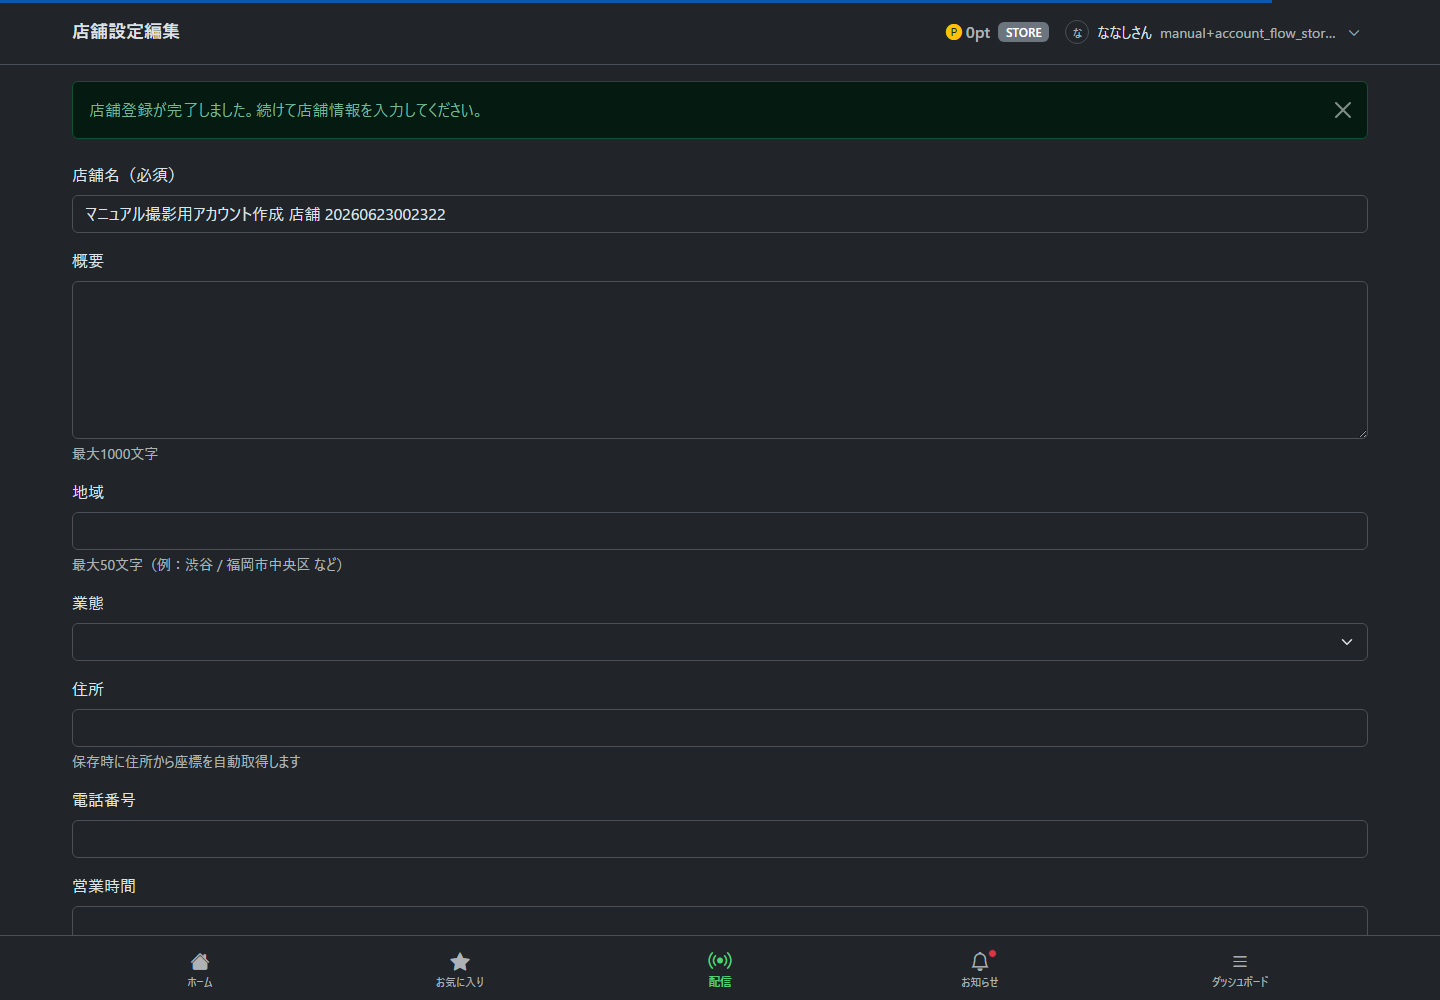 店舗設定編集
P 0pt STORE な ななしさん manual+account_flow_stor...
店舗登録が完了しました。続けて店舗情報を入力してください。
店舗名（必須）
マニュアル撮影用アカウント作成 店舗 20260623002322
概要
最大1000文字
地域
最大50文字（例：渋谷 / 福岡市中央区 など）
業態
住所
保存時に住所から座標を自動取得します
電話番号
営業時間
ホーム お気に入り 配信 お知らせ ダッシュボード